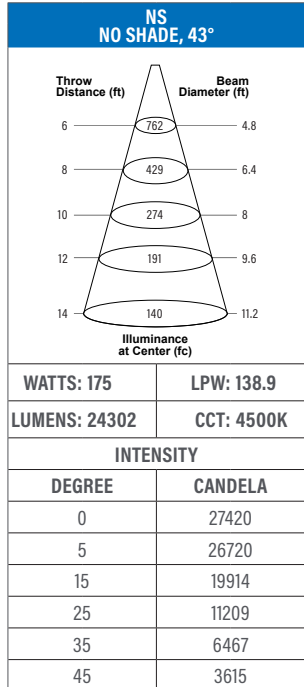 NS
NO SHADE, 43°
Throw Beam
Distance (ft) Diameter (ft)
6 762 4.8
8 429 6.4
10 274 8
12 191 9.6
14 140 11.2
Illuminance
at Center (fc)
WATTS: 175 LPW: 138.9
LUMENS: 24302 CCT: 4500K
INTENSITY
DEGREE CANDELA
0 27420
5 26720
15 19914
25 11209
35 6467
45 3615